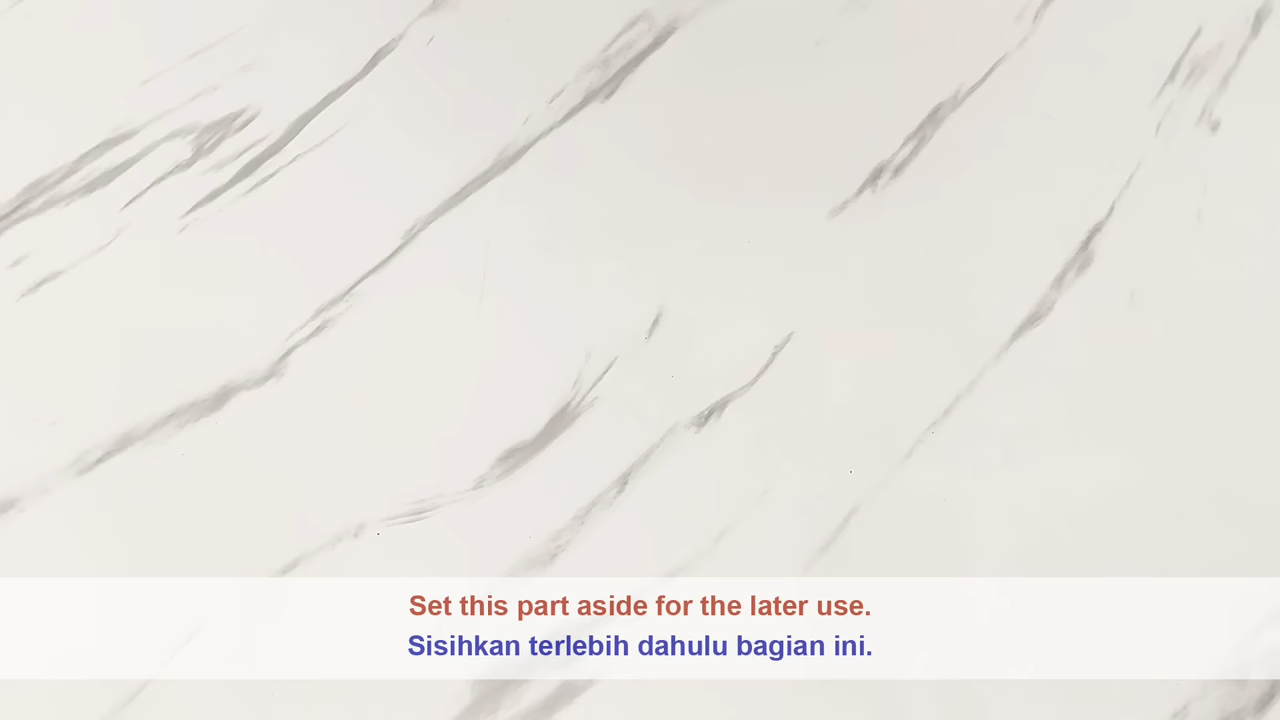 Set this part aside for the later use.
Sisihkan terlebih dahulu bagian ini.